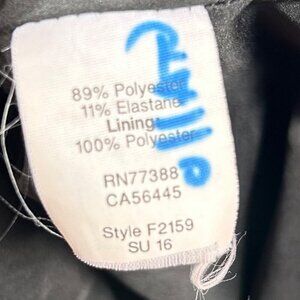 89% Polyester
11% Elastane
Lining:
100% Polyester
RN77388
CA56445
Style F2159
SU 16